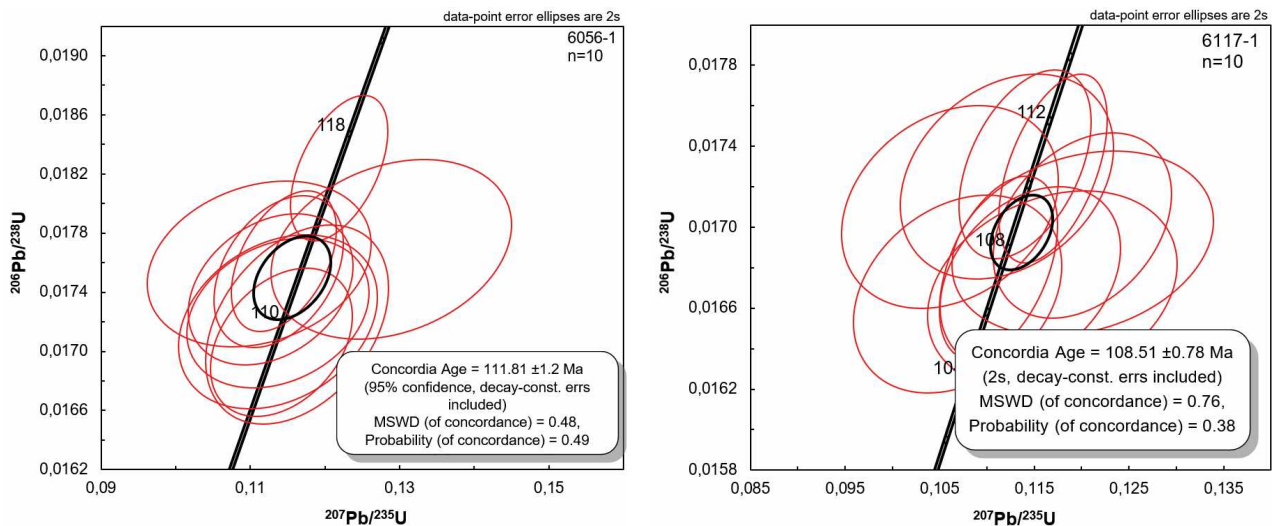 data-point error ellipses are 2s
6056-1
n=10
0,0190
0,0186
0,0182
0,0178
0,0174
0,0170
0,0166
0,0162
206Pb/238U
118
110
Concordia Age = 111.81 ±1.2 Ma
(95% confidence, decay-const. errs
included)
MSWD (of concordance) = 0.48,
Probability (of concordance) = 0.49
0,09
0,11
0,13
0,15
207Pb/235U
data-point error ellipses are 2s
6117-1
n=10
0,0178
0,0174
0,0170
0,0166
0,0162
0,0158
206Pb/238U
112
108
10
Concordia Age = 108.51 ±0.78 Ma
(2s, decay-const. errs included)
MSWD (of concordance) = 0.76,
Probability (of concordance) = 0.38
0,085
0,095
0,105
0,115
0,125
0,135
207Pb/235U